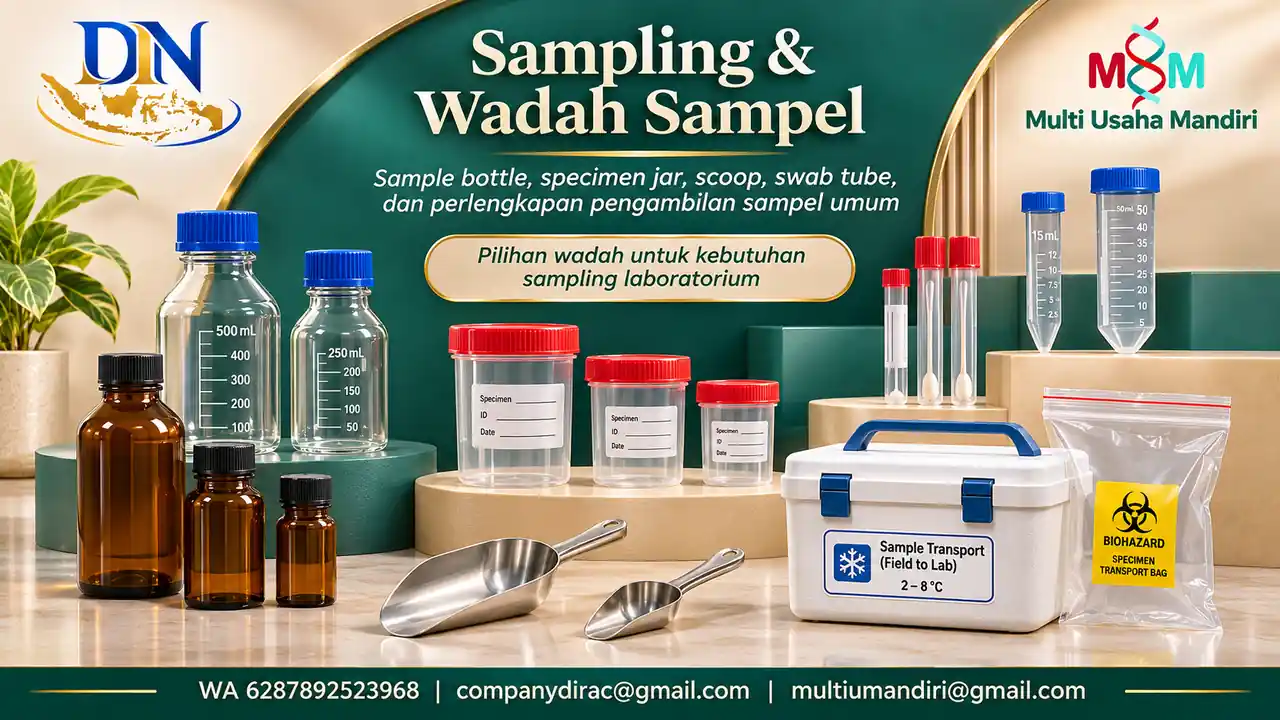 DIN
Sampling &
Wadah Sampel
Sample bottle, specimen jar, scoop, swab tube,
dan perlengkapan pengambilan sampel umum
Pilihan wadah untuk kebutuhan
sampling laboratorium
MSM
Multi Usaha Mandiri
500 mL
400
300
200
100
250 mL
200
150
100
50
Specimen
ID
Date
Specimen
ID
Date
Specimen
ID
Date
15 mL
12
10
7.5
5
2.5
50 mL 50
40
35
30
20
10
5
Sample Transport
(Field to Lab)
2 – 8 °C
BIOHAZARD
SPECIMEN
TRANSPORT BAG
WA 6287892523968 | companydirac@gmail.com | multiumandiri@gmail.com